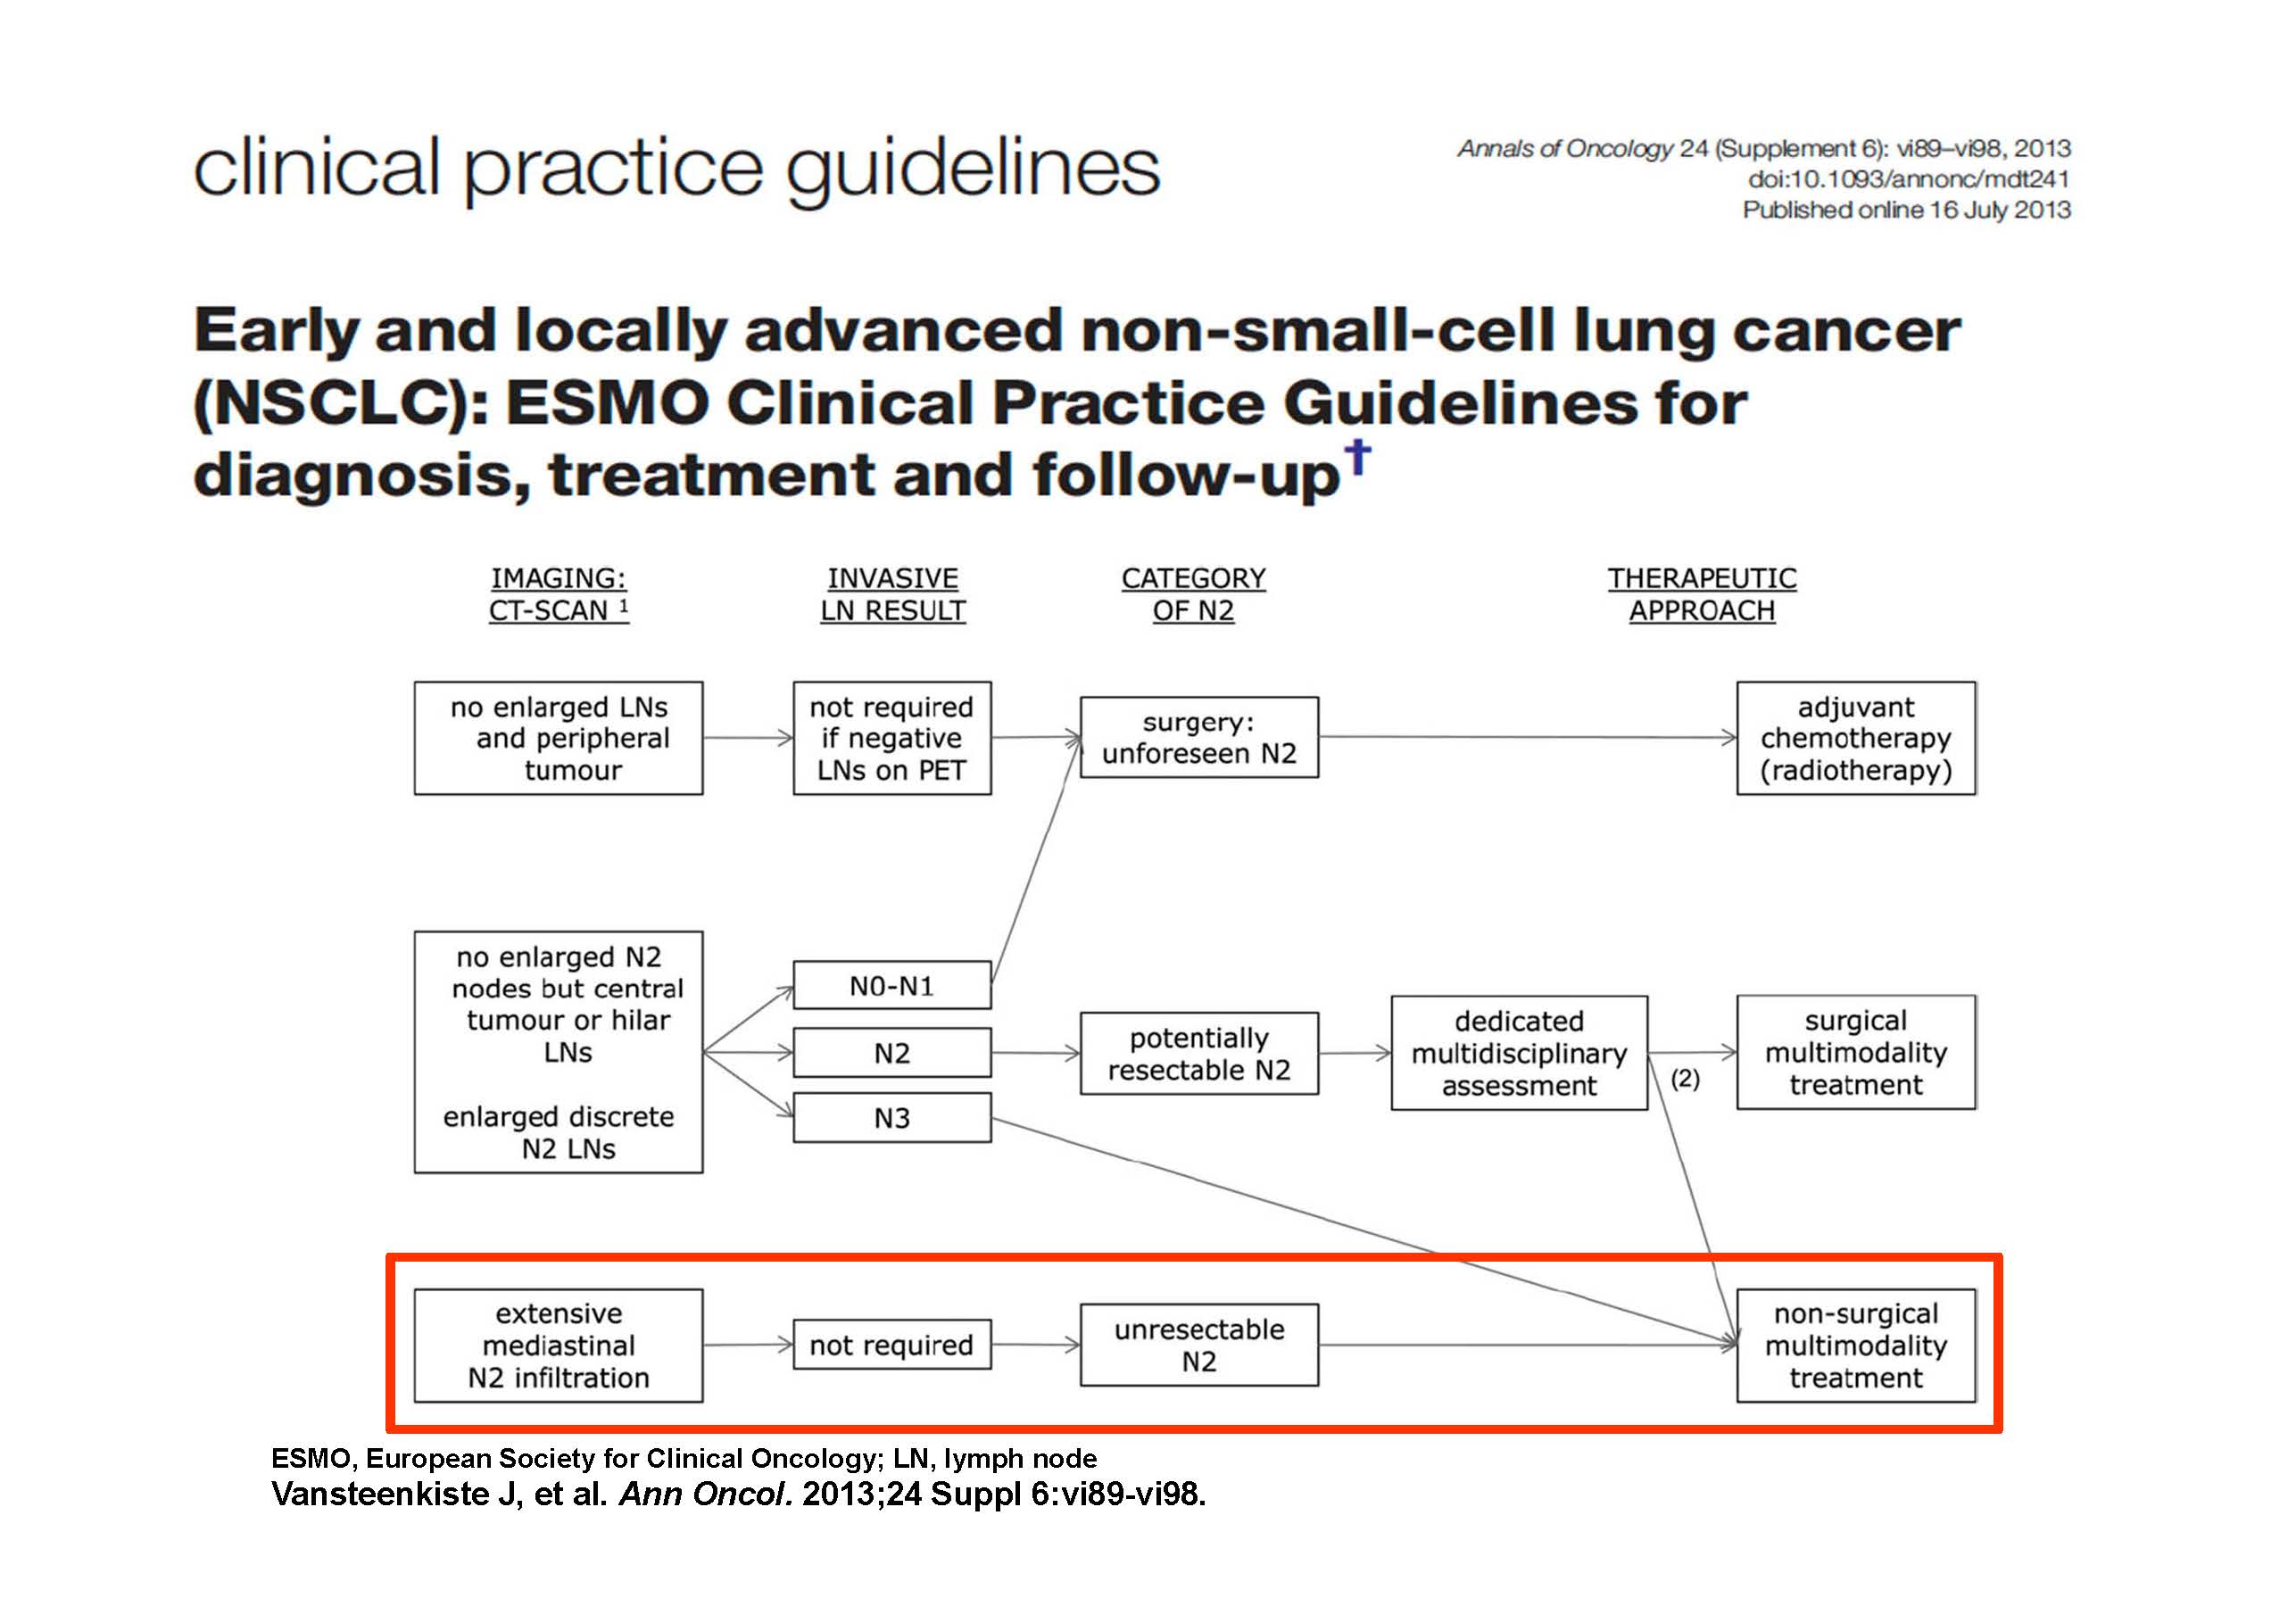 clinical practice guidelines
Annals of Oncology 24 (Supplement 6): vi89–vi98, 2013
doi:10.1093/annonc/mdt241
Published online 16 July 2013
Early and locally advanced non-small-cell lung cancer
(NSCLC): ESMO Clinical Practice Guidelines for
diagnosis, treatment and follow-up†
IMAGING:
CT-SCAN 1
INVASIVE
LN RESULT
CATEGORY
OF N2
THERAPEUTIC
APPROACH
no enlarged LNs
and peripheral
tumour
not required
if negative
LNs on PET
surgery:
unforeseen N2
adjuvant
chemotherapy
(radiotherapy)
no enlarged N2
nodes but central
tumour or hilar
LNs
enlarged discrete
N2 LNs
N0-N1
N2
N3
potentially
resectable N2
dedicated
multidisciplinary
assessment
(2)
surgical
multimodality
treatment
extensive
mediastinal
N2 infiltration
not required
unresectable
N2
non-surgical
multimodality
treatment
ESMO, European Society for Clinical Oncology; LN, lymph node
Vansteenkiste J, et al. Ann Oncol. 2013;24 Suppl 6:vi89-vi98.